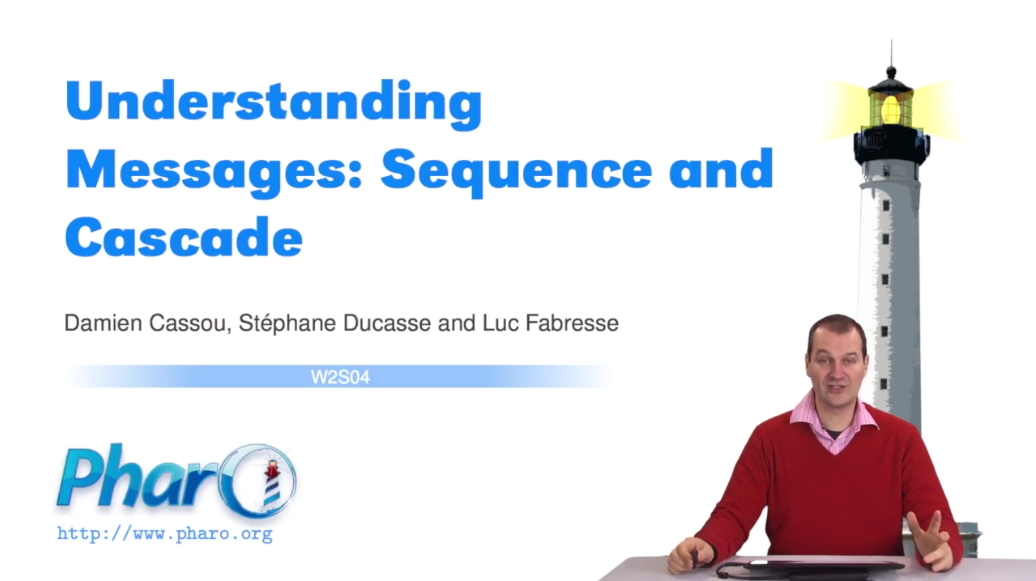 Understanding
Messages: Sequence and
Cascade
Damien Cassou, Stéphane Ducasse and Luc Fabresse
W2S04
Pharo
http://www.pharo.org